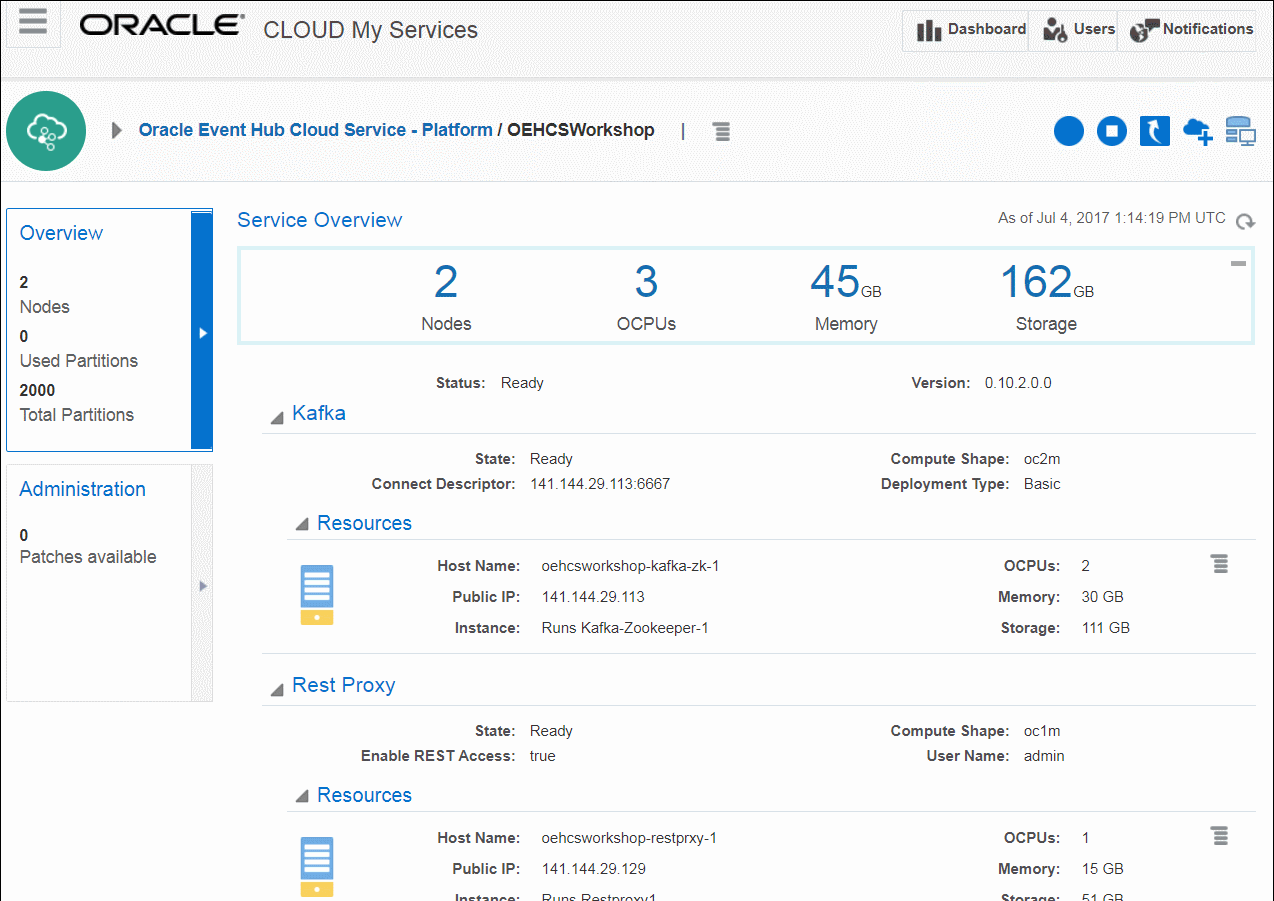 ORACLE® CLOUD My Services
Dashboard Users Notifications
Oracle Event Hub Cloud Service - Platform / OEHCSWorkshop |
Overview
2
Nodes
0
Used Partitions
2000
Total Partitions
Administration
0
Patches available
Service Overview
As of Jul 4, 2017 1:14:19 PM UTC
2 3 45GB 162GB
Nodes OCPUs Memory Storage
Status: Ready Version: 0.10.2.0.0
Kafka
State: Ready Compute Shape: oc2m
Connect Descriptor: 141.144.29.113:6667 Deployment Type: Basic
Resources
Host Name: oehcsworkshop-kafka-zk-1 OCPUs: 2
Public IP: 141.144.29.113 Memory: 30 GB
Instance: Runs Kafka-Zookeeper-1 Storage: 111 GB
Rest Proxy
State: Ready Compute Shape: oc1m
Enable REST Access: true User Name: admin
Resources
Host Name: oehcsworkshop-restprxy-1 OCPUs: 1
Public IP: 141.144.29.129 Memory: 15 GB
Instance: Runs Restproxy1 Storage: 51 GB